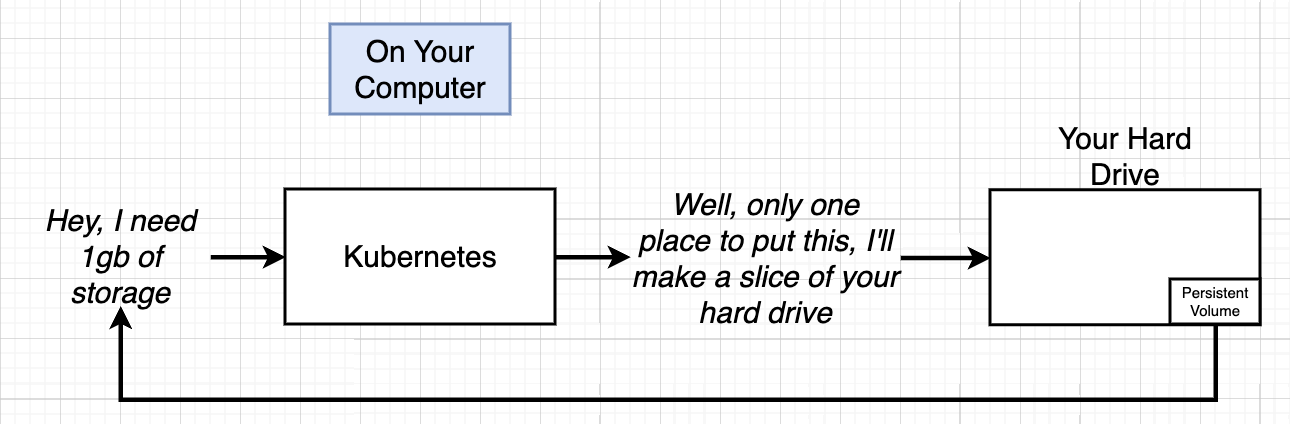 On Your
Computer
Your Hard
Drive
Hey, I need
1gb of
storage
Kubernetes
Well, only one
place to put this, I'll
make a slice of your
hard drive
Persistent
Volume